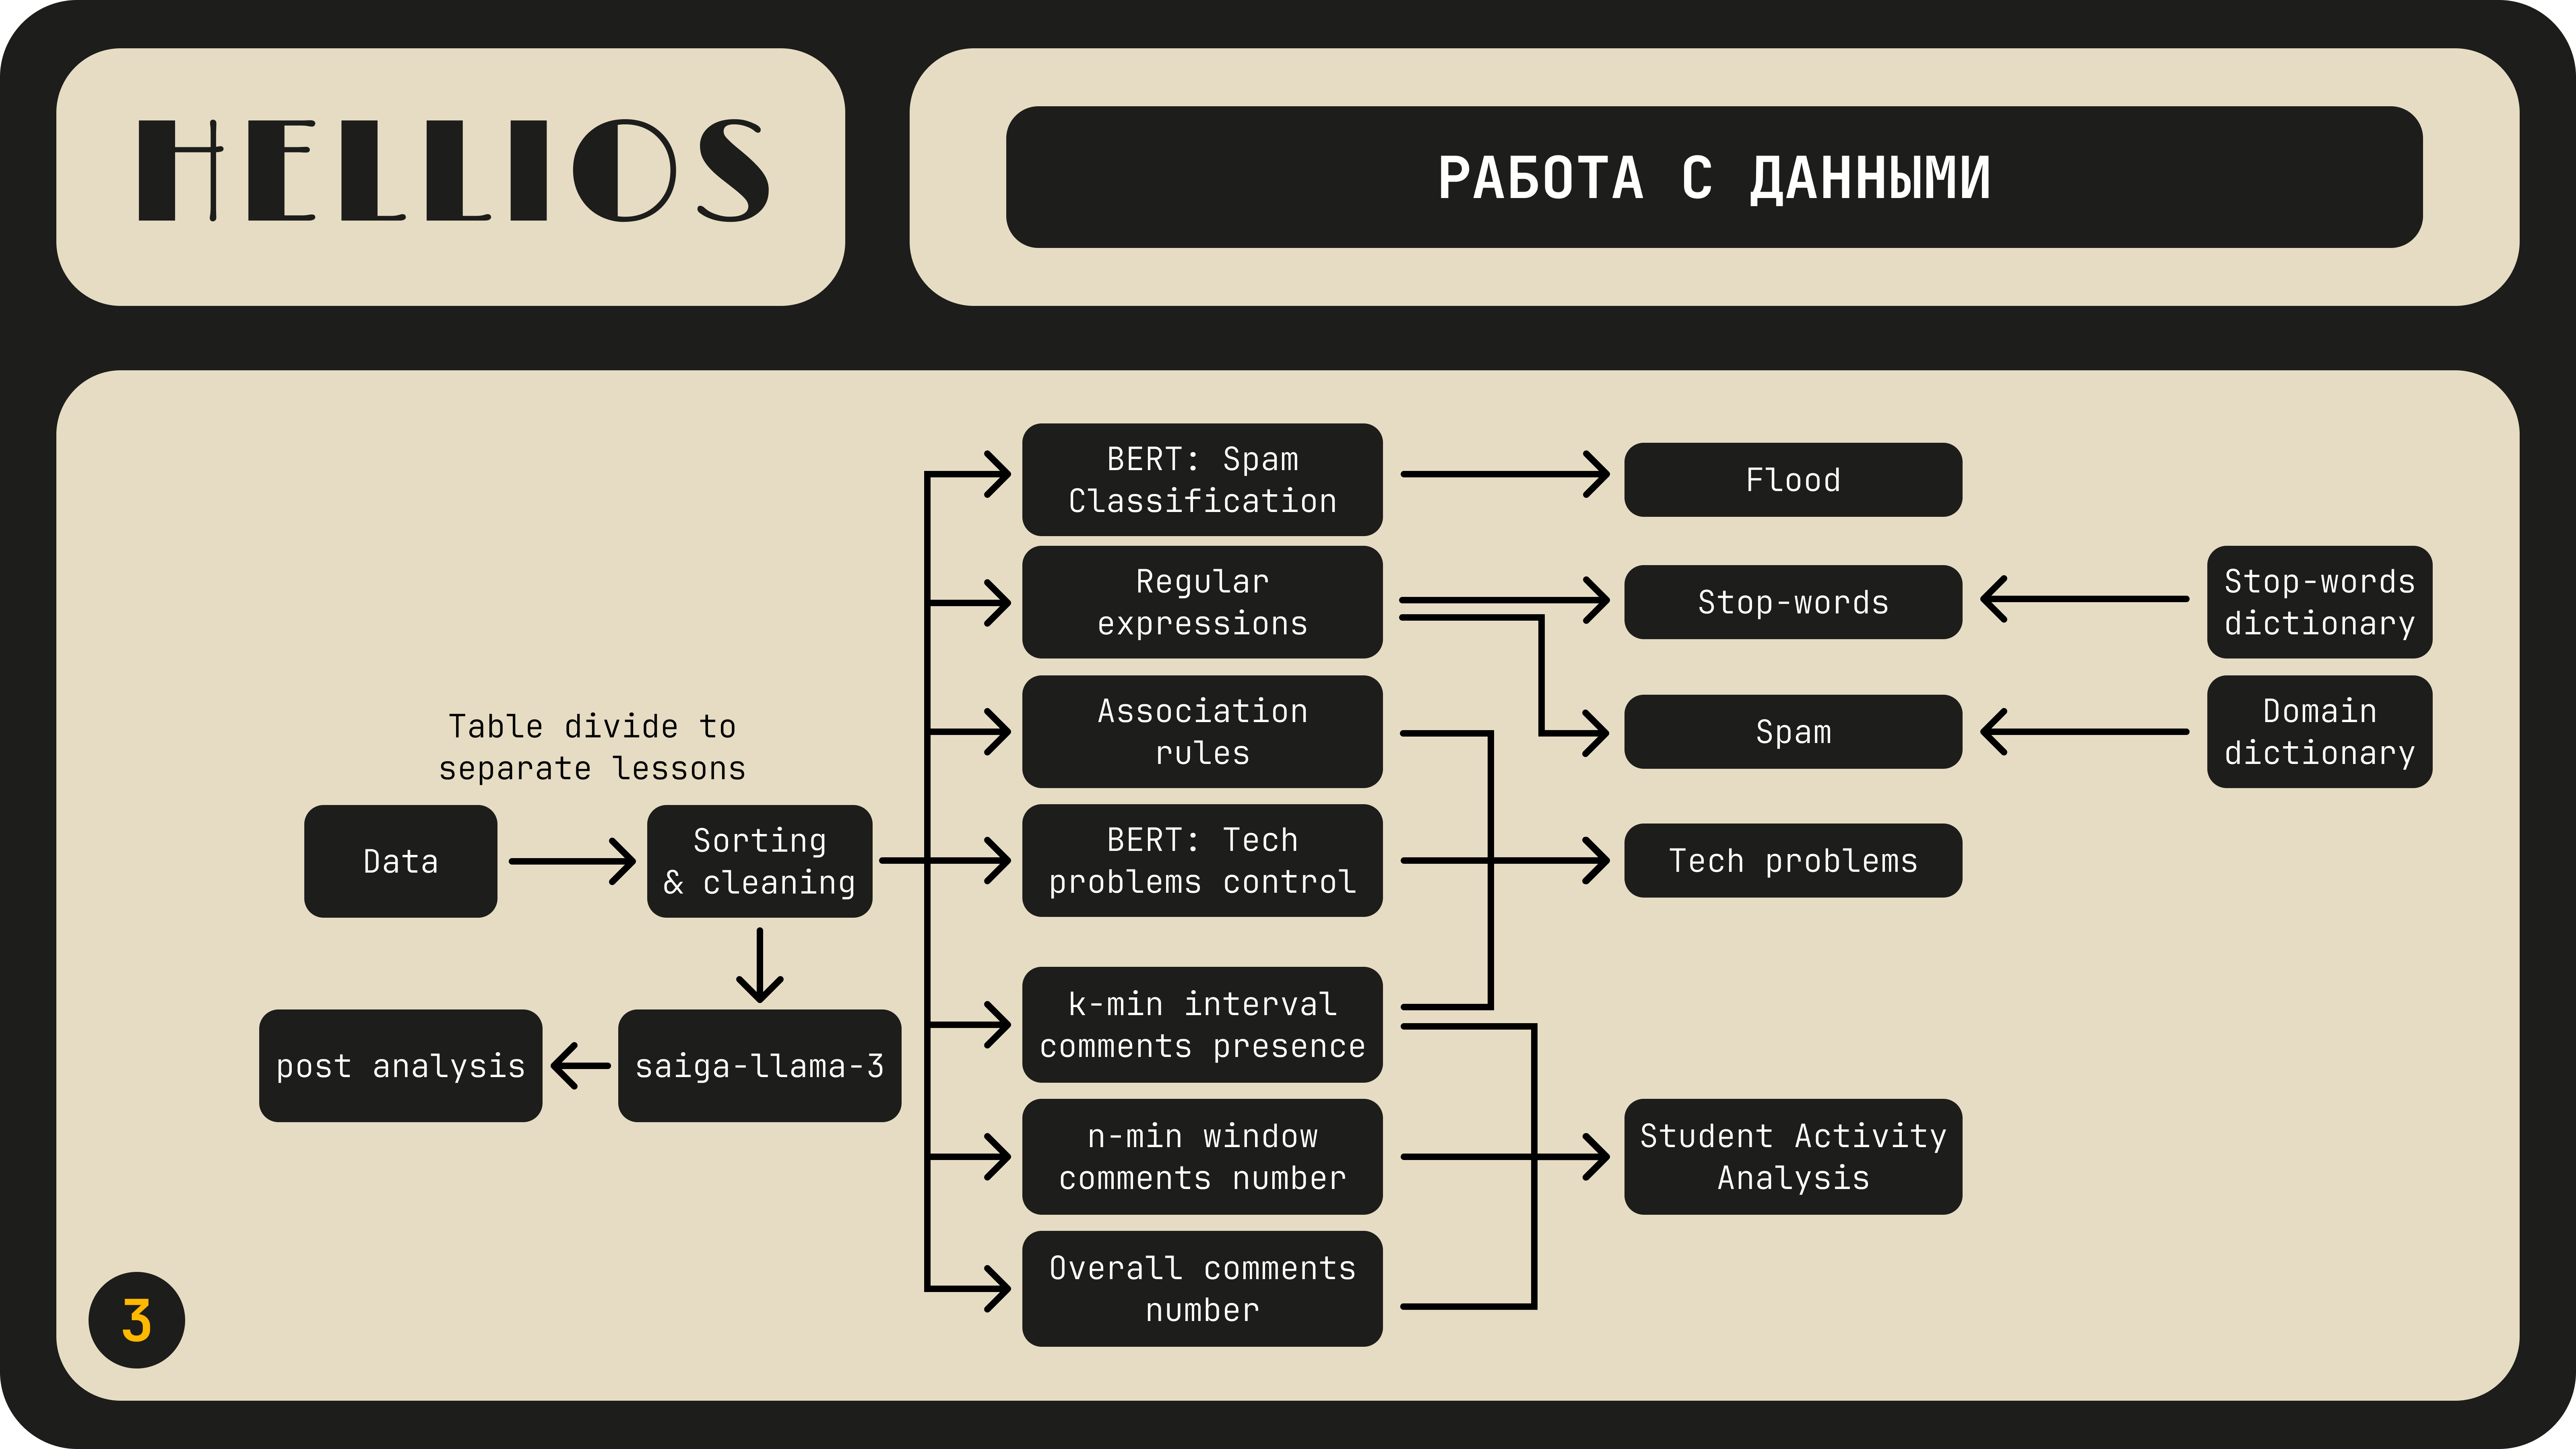 HELLIOS
РАБОТА С ДАННЫМИ
Table divide to
separate lessons
Data
Sorting
& cleaning
post analysis
saiga-llama-3
BERT: Spam
Classification
Regular
expressions
Association
rules
BERT: Tech
problems control
k-min interval
comments presence
n-min window
comments number
Overall comments
number
Flood
Stop-words
Spam
Tech problems
Student Activity
Analysis
Stop-words
dictionary
Domain
dictionary
3